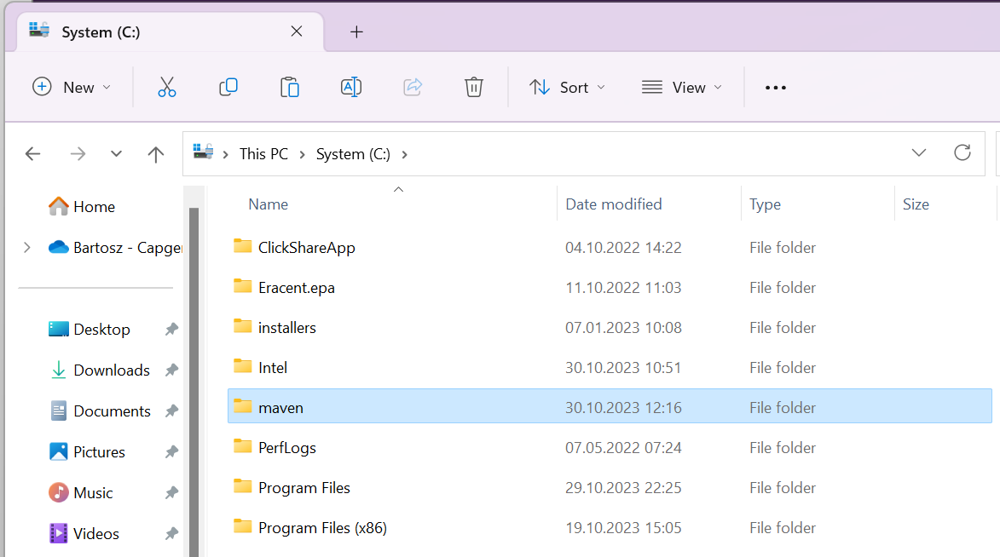 System (C:)
New Sort View
This PC System (C:)
Home
Bartosz - Capge
Desktop
Downloads
Documents
Pictures
Music
Videos
Name Date modified Type Size
ClickShareApp 04.10.2022 14:22 File folder
Eracent.epa 11.10.2022 11:03 File folder
installers 07.01.2023 10:08 File folder
Intel 30.10.2023 10:51 File folder
maven 30.10.2023 12:16 File folder
PerfLogs 07.05.2022 07:24 File folder
Program Files 29.10.2023 22:25 File folder
Program Files (x86) 19.10.2023 15:05 File folder